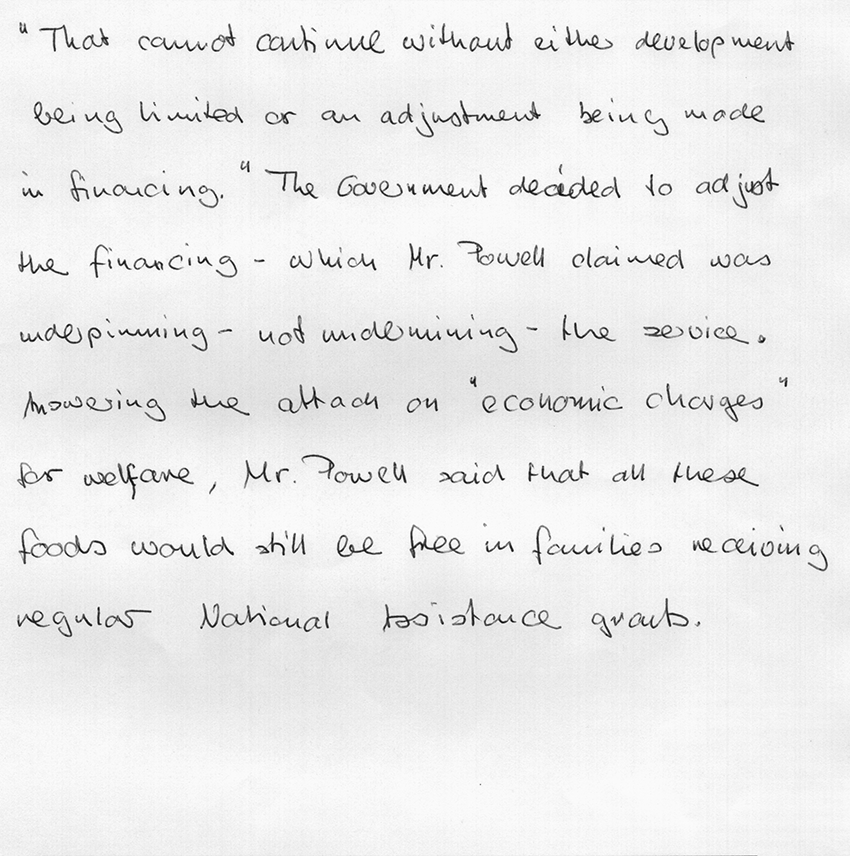 "That cannot continue without either development
being limited or an adjustment being made
in financing." The Government decided to adjust
the financing - which Mr. Powell claimed was
underpinning - not undermining - the service.
Answering the attack on "economic charges"
for welfare, Mr. Powell said that all these
foods would still be free in families receiving
regular National Assistance grants.